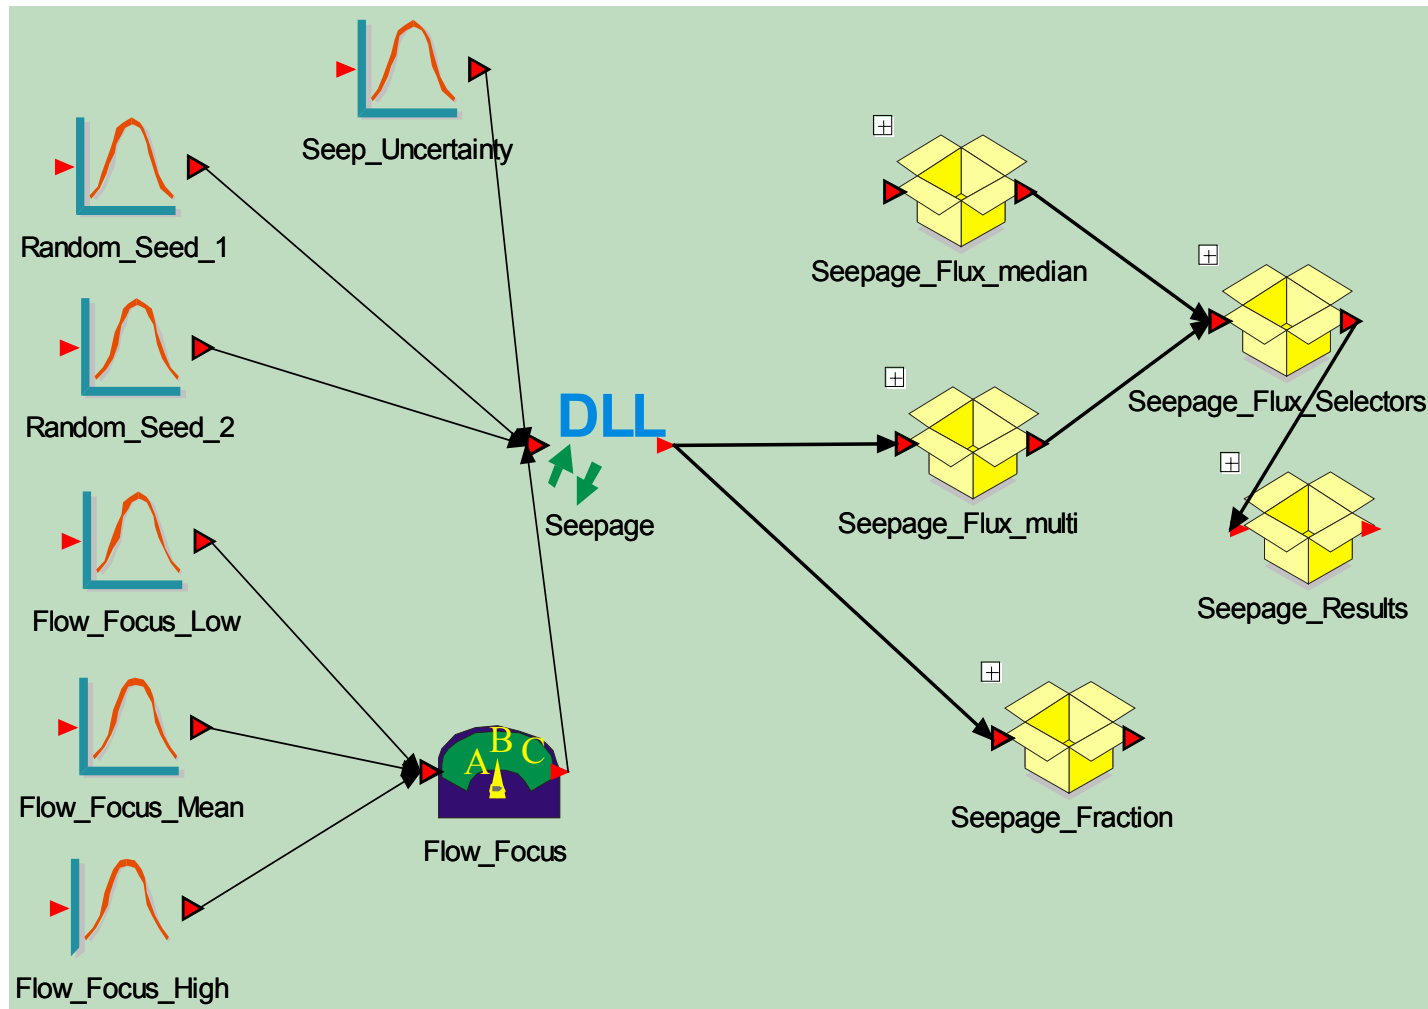 Seep_Uncertainty
Random_Seed_1
Seepage_Flux_median
Random_Seed_2
Seepage_Flux_Selectors
DLL
Seepage
Seepage_Flux_multi
Flow_Focus_Low
Seepage_Results
Flow_Focus_Mean
A B C
Flow_Focus
Seepage_Fraction
Flow_Focus_High